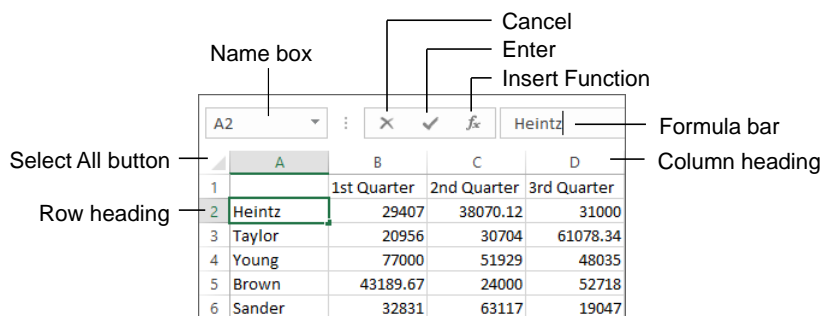 Cancel
Name box
Enter
Insert Function
A2
fx
Heintz
Formula bar
Select All button
A B C D
Column heading
1 1st Quarter 2nd Quarter 3rd Quarter
Row heading
2 Heintz 29407 38070.12 31000
3 Taylor 20956 30704 61078.34
4 Young 77000 51929 48035
5 Brown 43189.67 24000 52718
6 Sander 32831 63117 19047